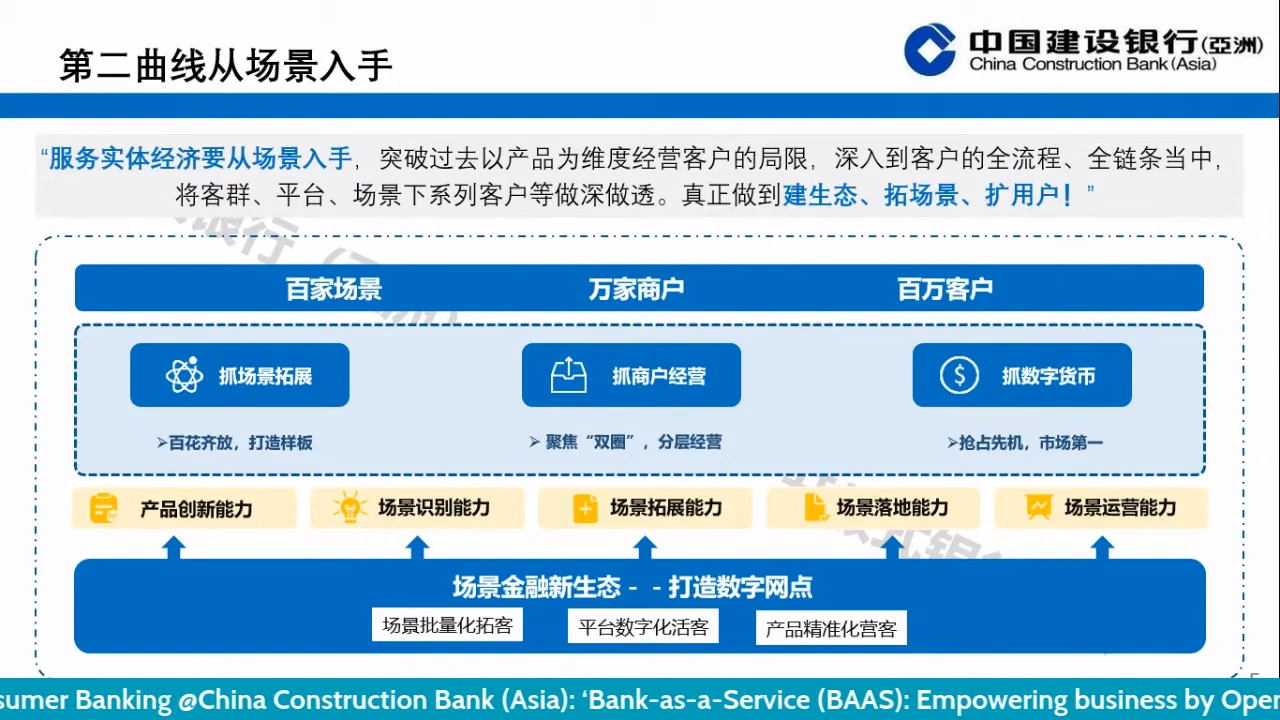 第二曲线从场景入手
中国建设银行(亞洲)
China Construction Bank (Asia)
“服务实体经济要从场景入手，突破过去以产品为维度经营客户的局限，深入到客户的全流程、全链条当中，
将客群、平台、场景下系列客户等做深做透。真正做到建生态、拓场景、扩用户！”
百家场景 万家商户 百万客户
抓场景拓展 抓商户经营 抓数字货币
➢百花齐放，打造样板 ➢ 聚焦“双圈”，分层经营 ➢抢占先机，市场第一
产品创新能力 场景识别能力 场景拓展能力 场景落地能力 场景运营能力
场景金融新生态- -打造数字网点
场景批量化拓客 平台数字化活客 产品精准化营客
sumer Banking @China Construction Bank (Asia): ‘Bank-as-a-Service (BAAS): Empowering business by Oper